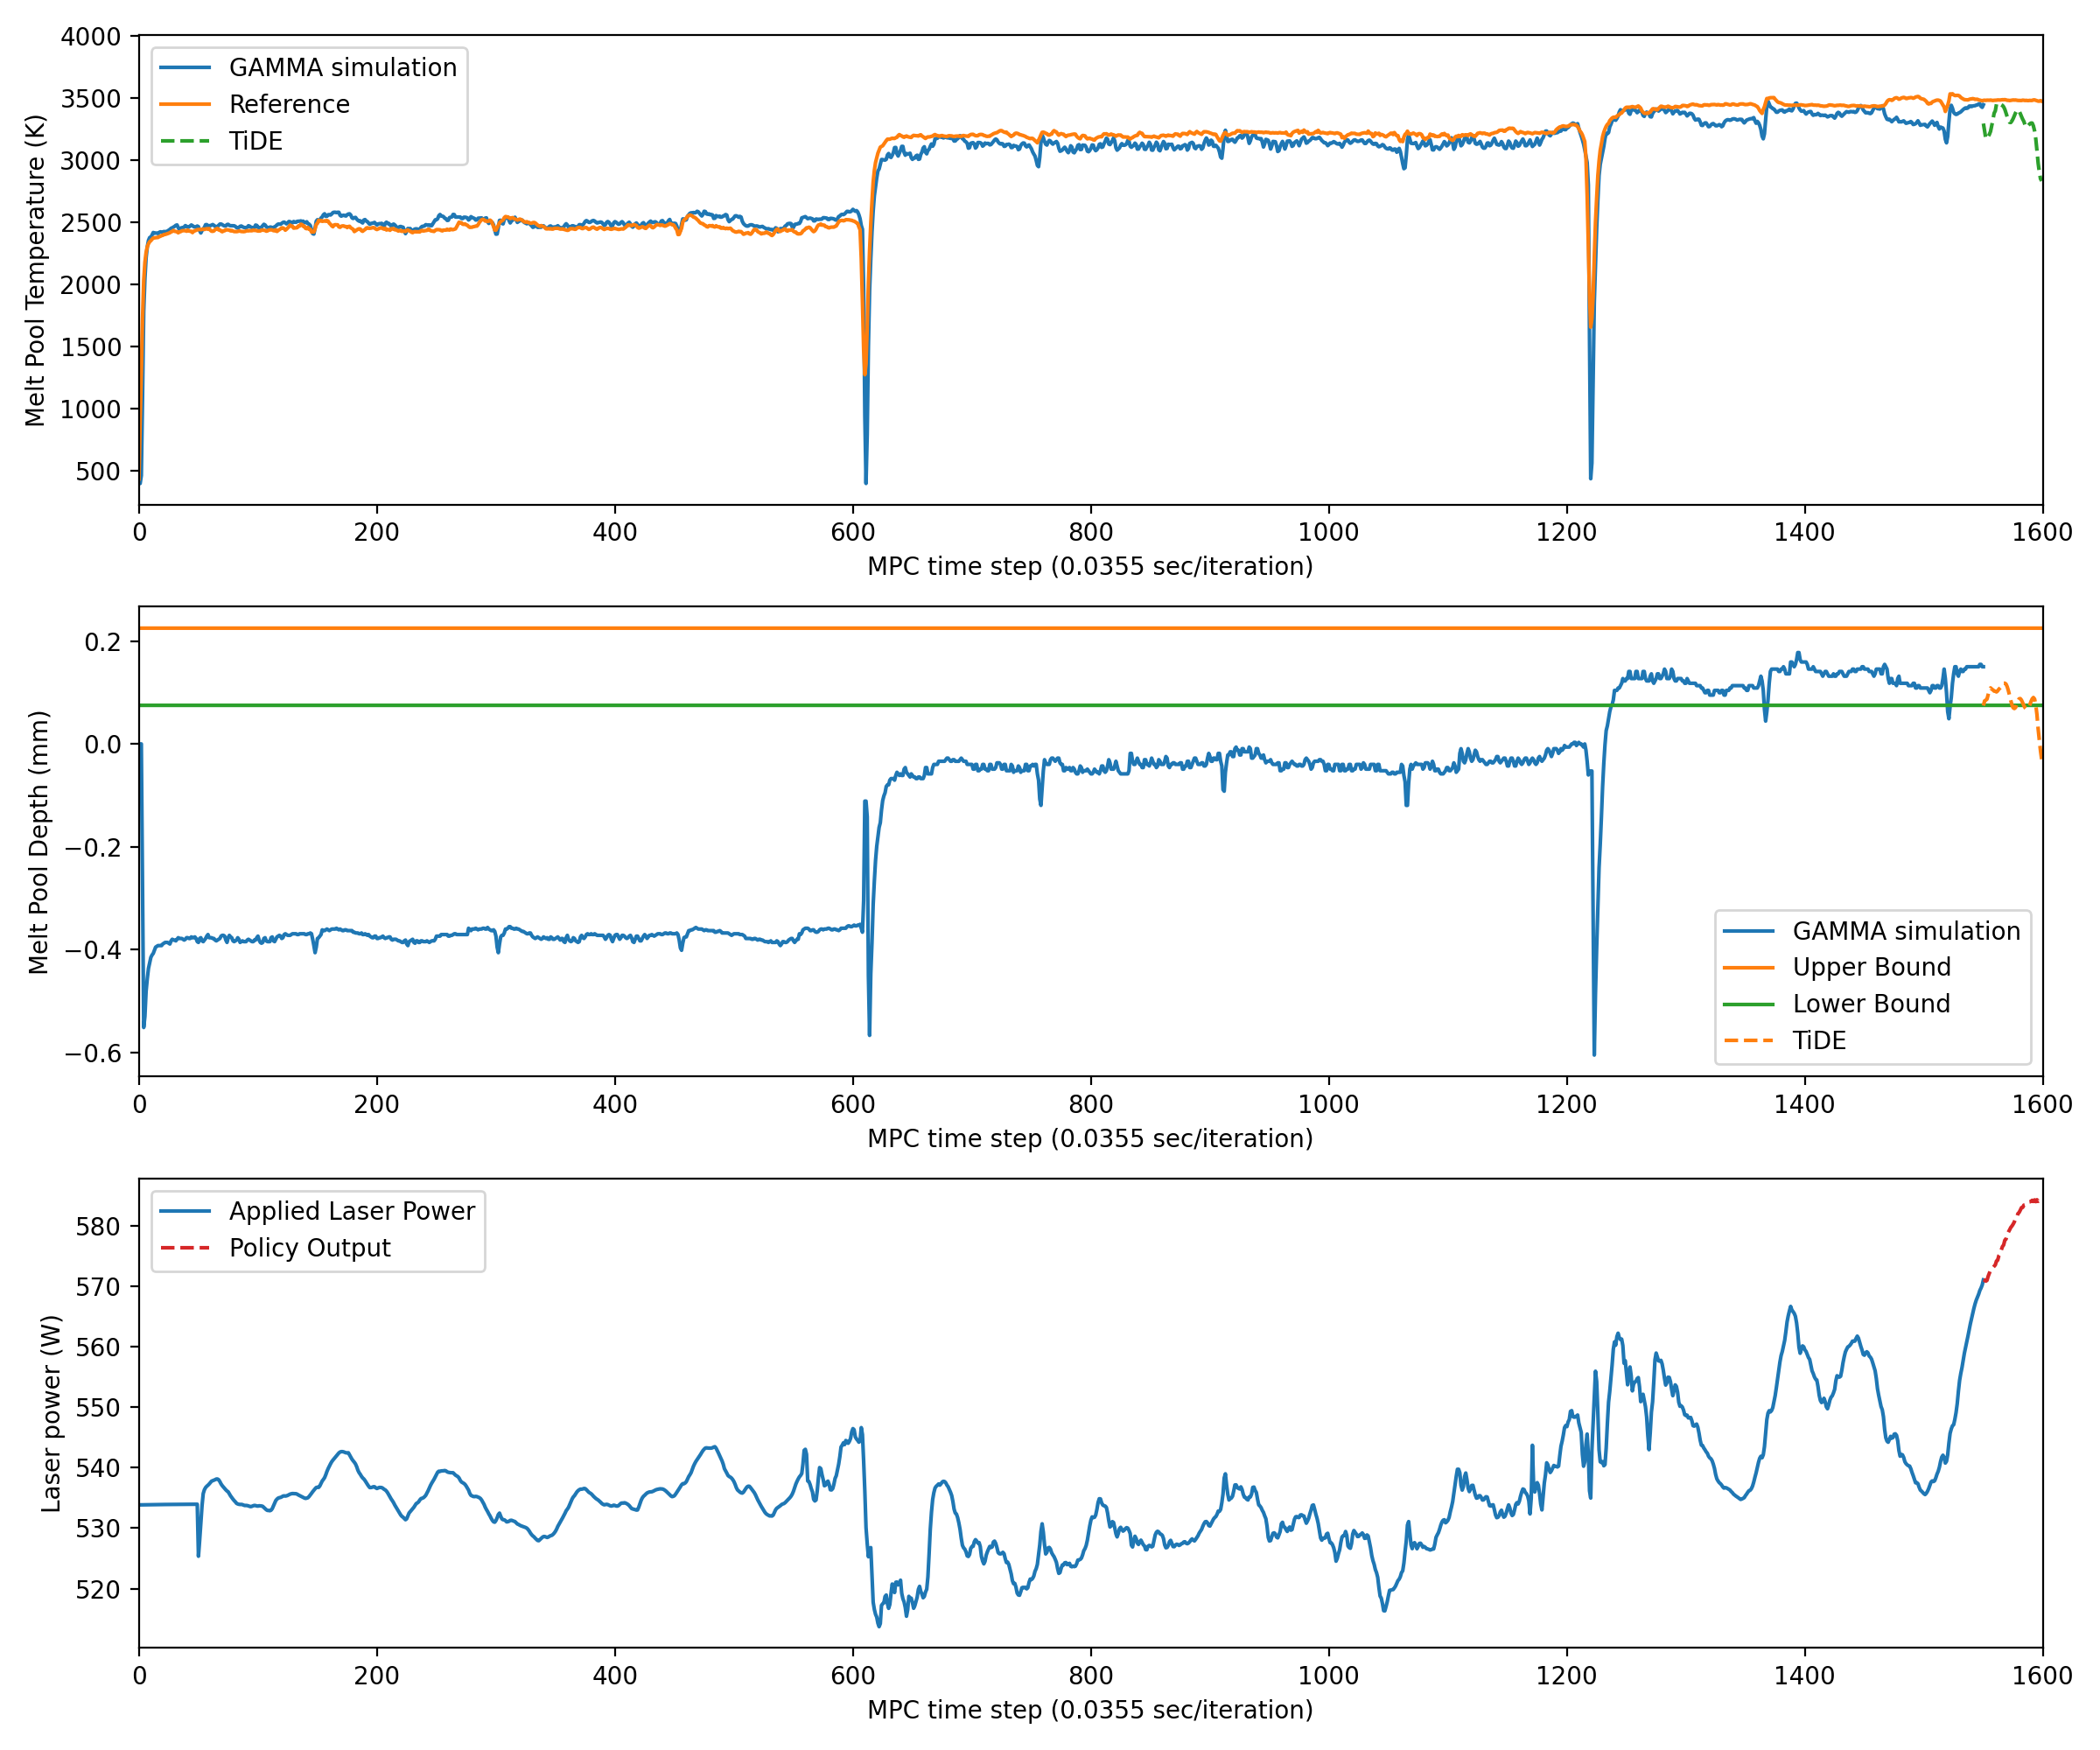 4000
3500
3000
2500
2000
1500
1000
500
Melt Pool Temperature (K)
GAMMA simulation
Reference
TiDE
0 200 400 600 800 1000 1200 1400 1600
MPC time step (0.0355 sec/iteration)
0.2
0.0
−0.2
−0.4
−0.6
Melt Pool Depth (mm)
GAMMA simulation
Upper Bound
Lower Bound
TiDE
0 200 400 600 800 1000 1200 1400 1600
MPC time step (0.0355 sec/iteration)
580
570
560
550
540
530
520
Laser power (W)
Applied Laser Power
Policy Output
0 200 400 600 800 1000 1200 1400 1600
MPC time step (0.0355 sec/iteration)